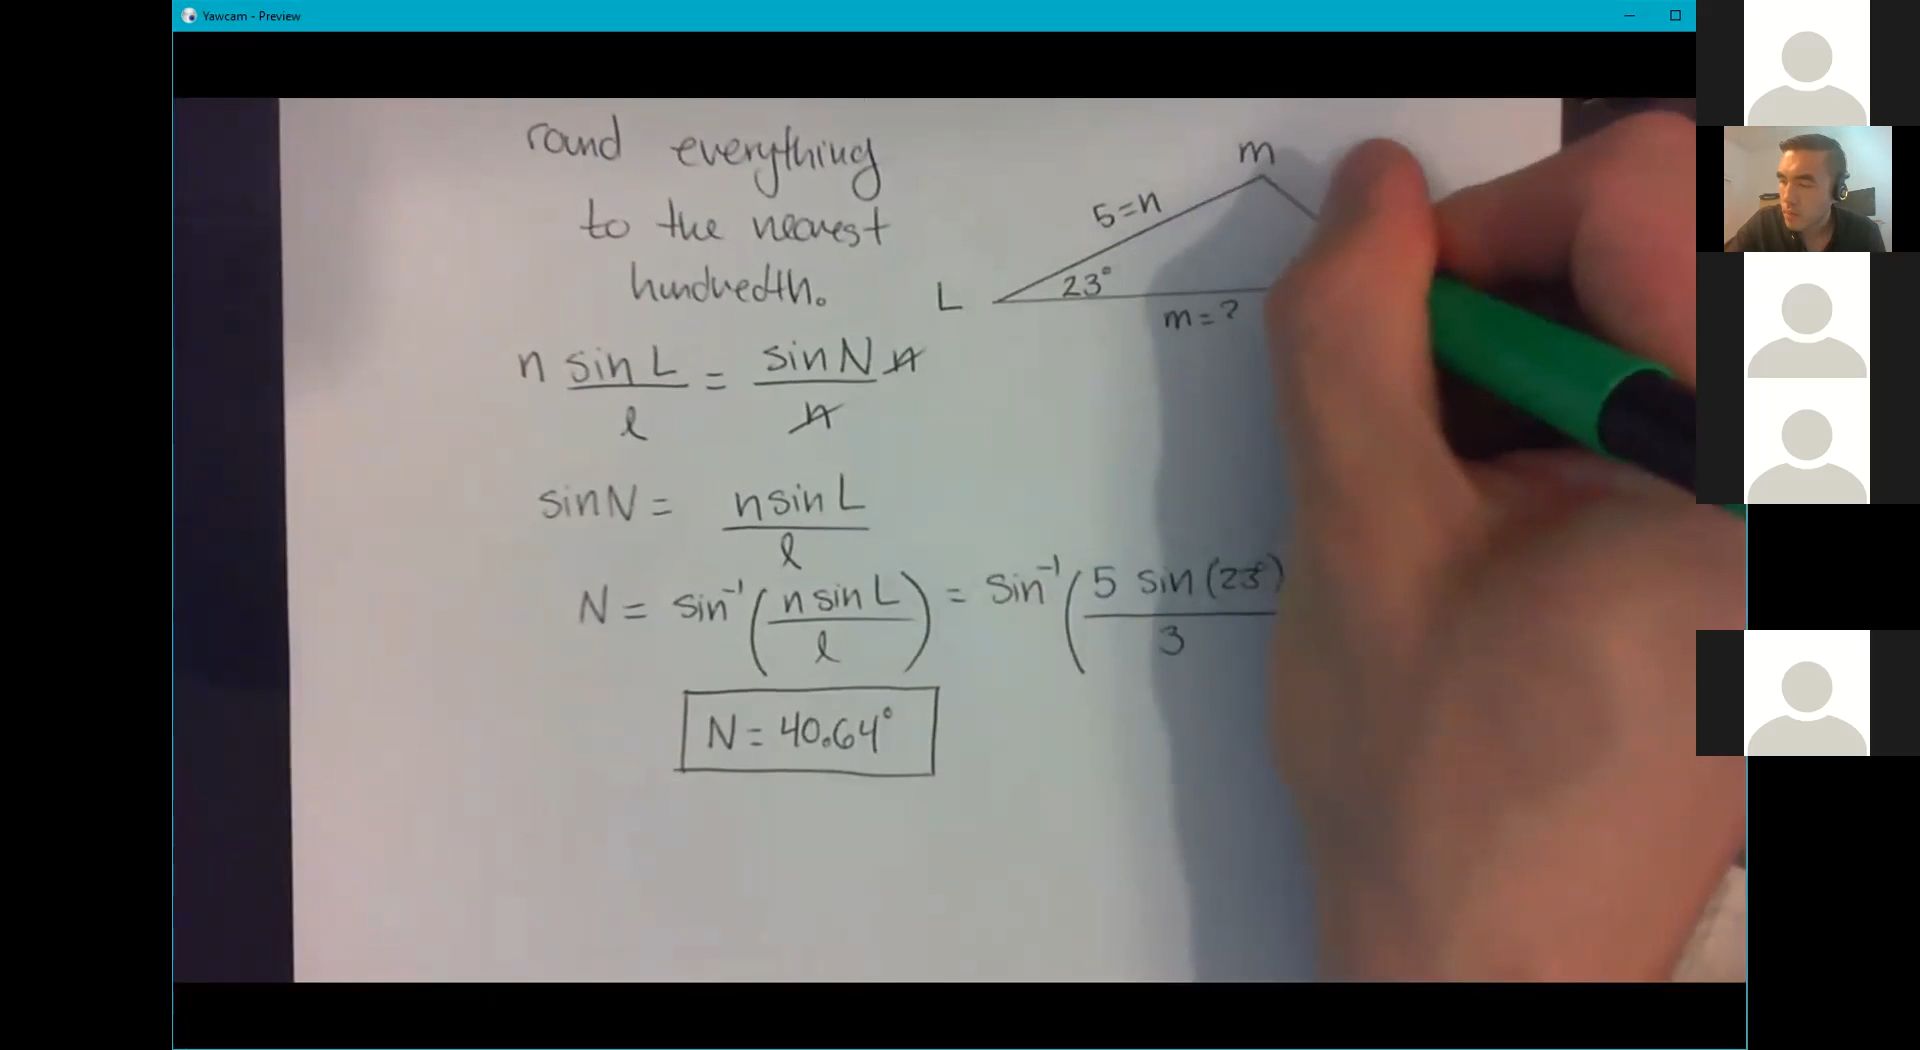 Yawcam - Preview
round everything
to the nearest
hundredth.
m
5=n
23°
L
m=?
n sin L / l = sin N n / n
sin N = n sin L / l
N = sin⁻¹ (n sin L / l) = sin⁻¹ (5 sin (23°) / 3
N = 40.64°